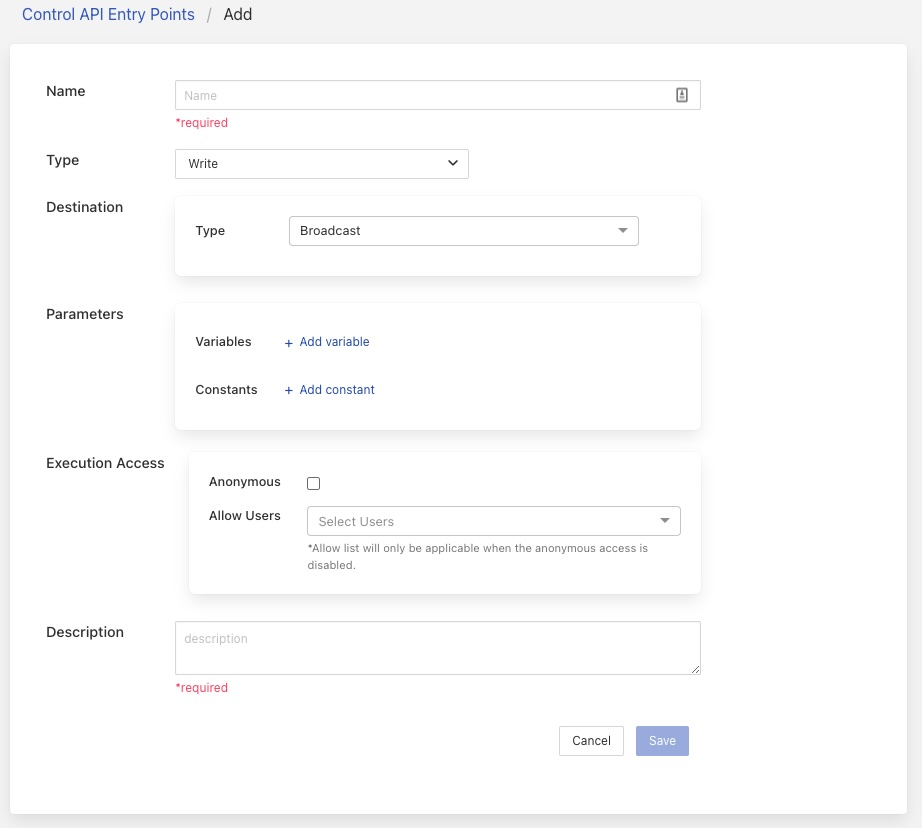 Control API Entry Points / Add
Name
Name
*required
Type
Write
Destination
Type
Broadcast
Parameters
Variables
+ Add variable
Constants
+ Add constant
Execution Access
Anonymous
Allow Users
Select Users
*Allow list will only be applicable when the anonymous access is
disabled.
Description
description
*required
Cancel
Save